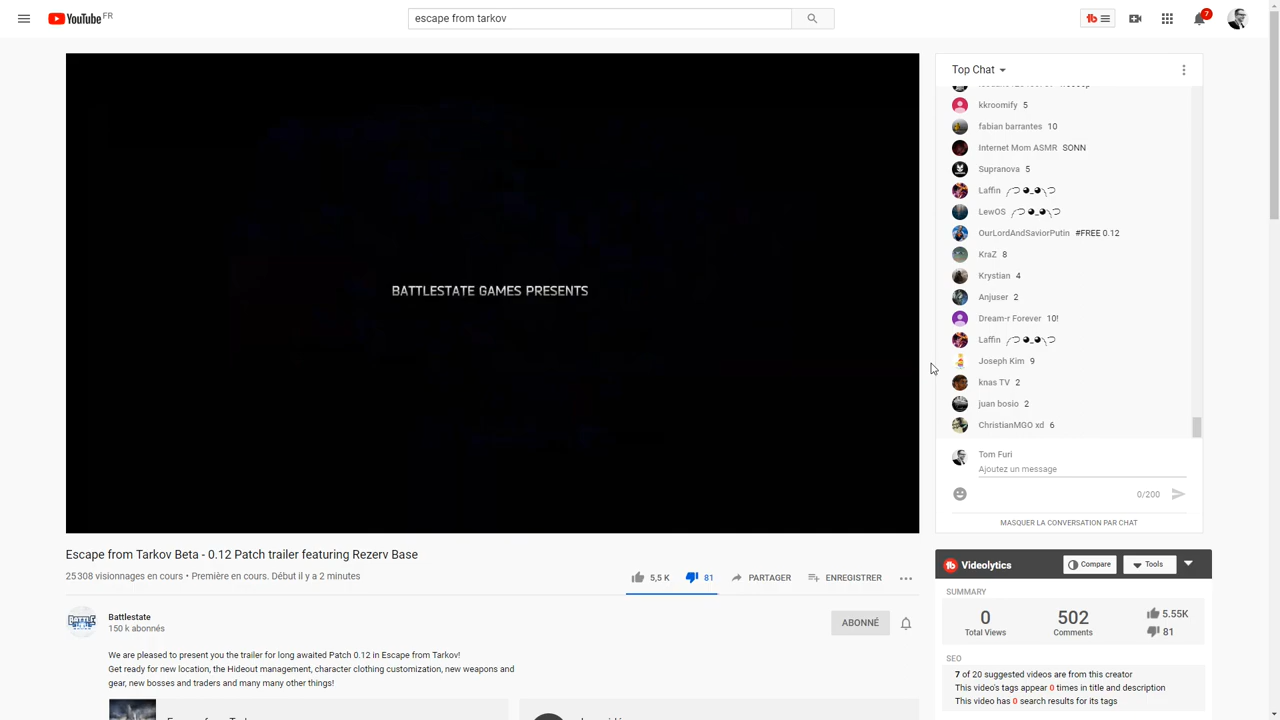 YouTube FR
escape from tarkov
7
BATTLESTATE GAMES PRESENTS
Escape from Tarkov Beta - 0.12 Patch trailer featuring Rezerv Base
25 308 visionnages en cours • Première en cours. Début il y a 2 minutes
5,5 K
81
PARTAGER
ENREGISTRER
Battlestate
150 k abonnés
ABONNÉ
We are pleased to present you the trailer for long awaited Patch 0.12 in Escape from Tarkov!
Get ready for new location, the Hideout management, character clothing customization, new weapons and
gear, new bosses and traders and many many other things!
Top Chat
kkroomify 5
fabian barrantes 10
Internet Mom ASMR SONN
Supranova 5
Laffin ╭つ◕_◕╮つ
LewOS ╭つ◕_◕╮つ
OurLordAndSaviorPutin #FREE 0.12
KraZ 8
Krystian 4
Anjuser 2
Dream-r Forever 10!
Laffin ╭つ◕_◕╮つ
Joseph Kim 9
knas TV 2
juan bosio 2
ChristianMGO xd 6
Tom Furi
Ajoutez un message
0/200
MASQUER LA CONVERSATION PAR CHAT
Videolytics
Compare
Tools
SUMMARY
0
Total Views
502
Comments
5.55K
81
SEO
7 of 20 suggested videos are from this creator
This video's tags appear 0 times in title and description
This video has 0 search results for its tags